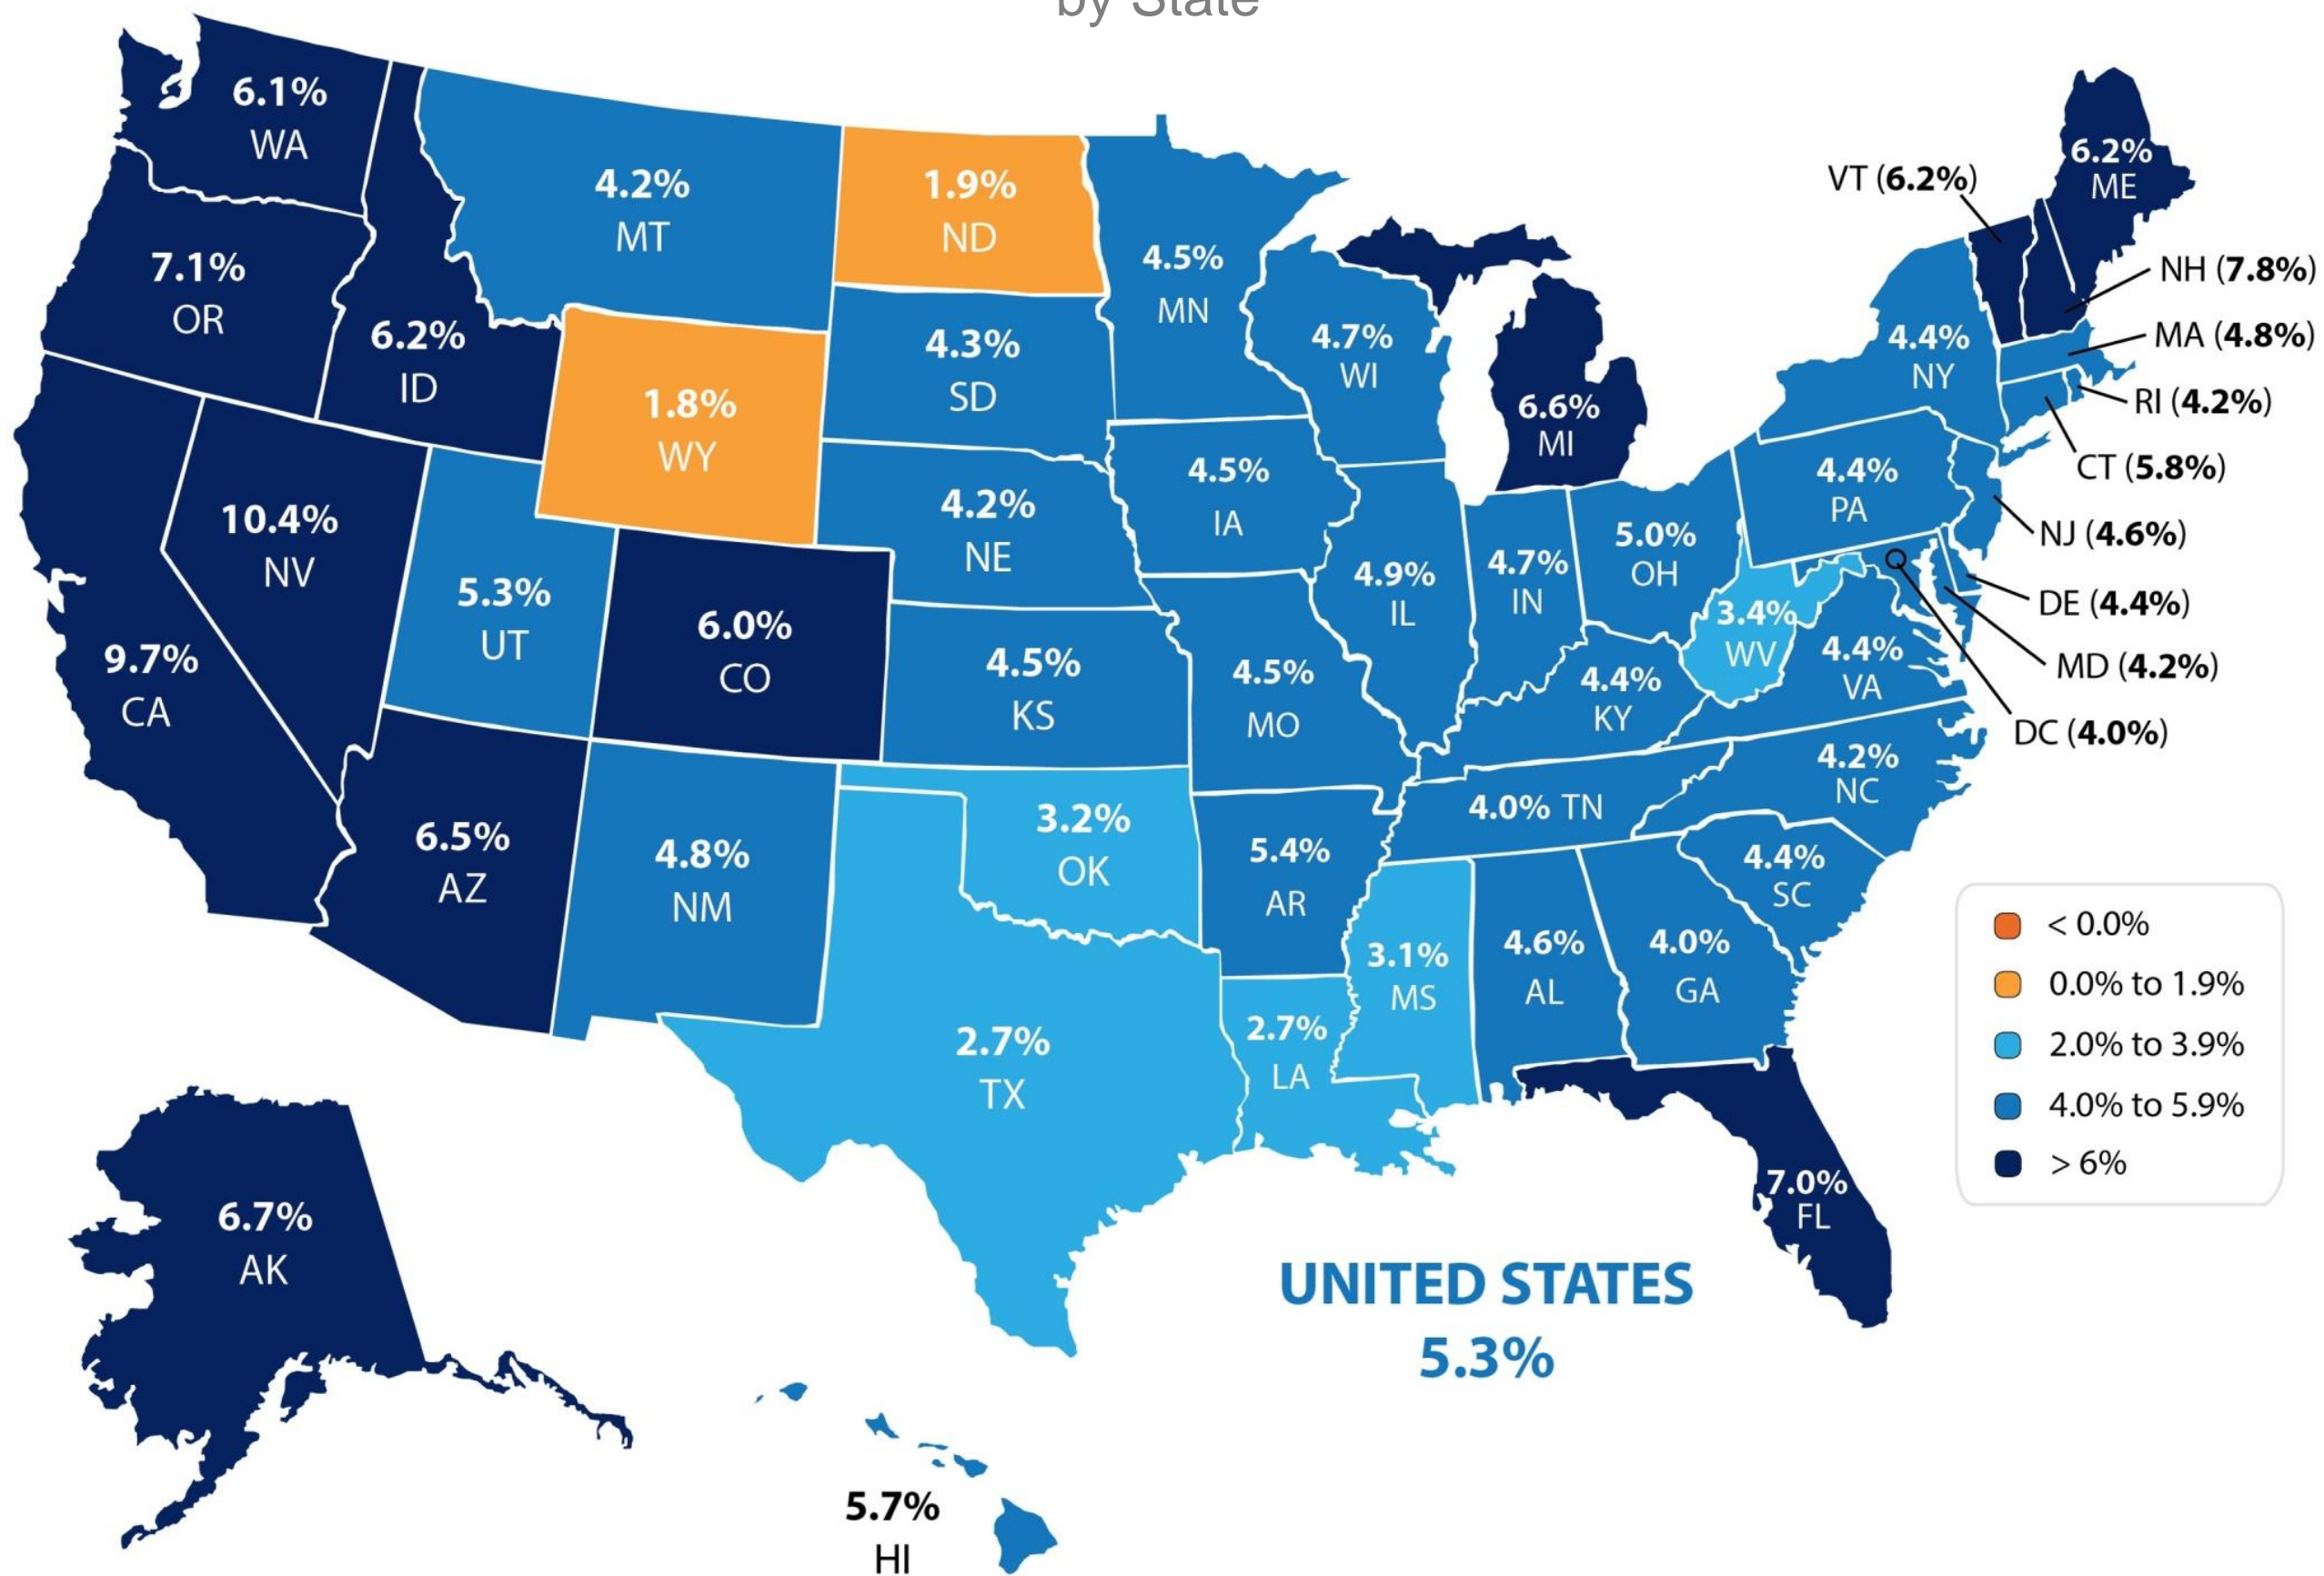 by State
6.1%
WA
7.1%
OR
6.2%
ID
4.2%
MT
1.9%
ND
4.5%
MN
4.3%
SD
1.8%
WY
4.7%
WI
6.6%
MI
4.4%
NY
6.2%
ME
VT (6.2%)
NH (7.8%)
MA (4.8%)
RI (4.2%)
CT (5.8%)
NJ (4.6%)
DE (4.4%)
MD (4.2%)
DC (4.0%)
10.4%
NV
9.7%
CA
5.3%
UT
6.0%
CO
4.2%
NE
4.5%
IA
4.9%
IL
4.7%
IN
5.0%
OH
4.4%
PA
3.4%
WV
4.4%
VA
4.5%
KS
4.5%
MO
4.4%
KY
4.2%
NC
4.0% TN
6.5%
AZ
4.8%
NM
3.2%
OK
5.4%
AR
4.4%
SC
3.1%
MS
4.6%
AL
4.0%
GA
2.7%
TX
2.7%
LA
7.0%
FL
6.7%
AK
5.7%
HI
UNITED STATES
5.3%
< 0.0%
0.0% to 1.9%
2.0% to 3.9%
4.0% to 5.9%
> 6%